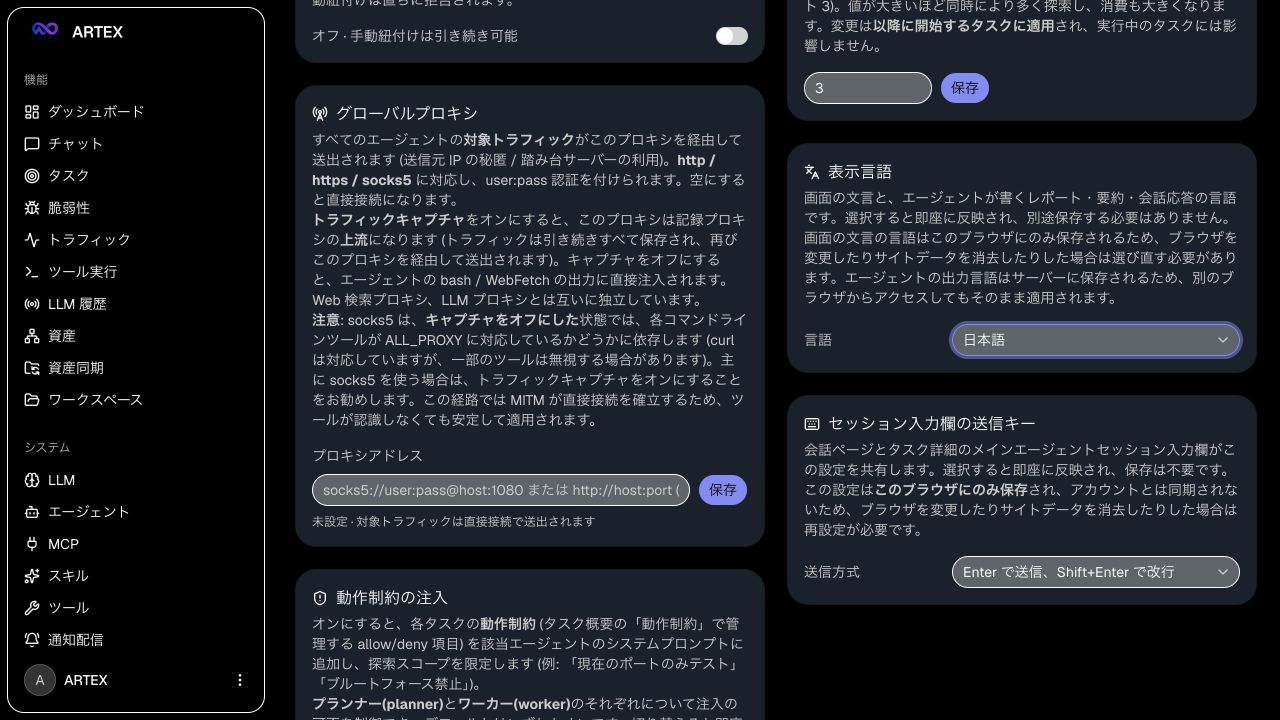 ARTEX
機能
ダッシュボード
チャット
タスク
脆弱性
トラフィック
ツール実行
LLM 履歴
資産
資産同期
ワークスペース
システム
LLM
エージェント
MCP
スキル
ツール
通知配信
A ARTEX
動紐付けは直ちに拒否されます。
オフ · 手動紐付けは引き続き可能
グローバルプロキシ
すべてのエージェントの対象トラフィックがこのプロキシを経由して
送出されます (送信元 IP の秘匿 / 踏み台サーバーの利用)。http /
https / socks5 に対応し、user:pass 認証を付けられます。空にする
と直接接続になります。
トラフィックキャプチャをオンにすると、このプロキシは記録プロキ
シの上流になります (トラフィックは引き続きすべて保存され、再び
このプロキシを経由して送出されます)。キャプチャをオフにする
と、エージェントの bash / WebFetch の出力に直接注入されます。
Web 検索プロキシ、LLM プロキシとは互いに独立しています。
注意: socks5 は、キャプチャをオフにした状態では、各コマンドライ
ンツールが ALL_PROXY に対応しているかどうかに依存します (curl
は対応していますが、一部のツールは無視する場合があります)。主
に socks5 を使う場合は、トラフィックキャプチャをオンにすること
をお勧めします。この経路では MITM が直接接続を確立するため、ツ
ールが認識しなくても安定して適用されます。
プロキシアドレス
socks5://user:pass@host:1080 または http://host:port (
保存
未設定 · 対象トラフィックは直接接続で送出されます
動作制約の注入
オンにすると、各タスクの動作制約 (タスク概要の「動作制約」で
管理する allow/deny 項目) を該当エージェントのシステムプロンプトに
追加し、探索スコープを限定します (例: 「現在のポートのみテスト」
「ブルートフォース禁止」)。
プランナー(planner)とワーカー(worker)のそれぞれについて注入の
ト 3)。値が大きいほど同時により多く探索し、消費も大きくなりま
す。変更は以降に開始するタスクに適用され、実行中のタスクには影
響しません。
3
保存
表示言語
画面の文言と、エージェントが書くレポート・要約・会話応答の言語
です。選択すると即座に反映され、別途保存する必要はありません。
画面の文言の言語はこのブラウザにのみ保存されるため、ブラウザを
変更したりサイトデータを消去したりした場合は選び直す必要があり
ます。エージェントの出力言語はサーバーに保存されるため、別のブ
ラウザからアクセスしてもそのまま適用されます。
言語
日本語
セッション入力欄の送信キー
会話ページとタスク詳細のメインエージェントセッション入力欄がこ
の設定を共有します。選択すると即座に反映され、保存は不要です。
この設定はこのブラウザにのみ保存され、アカウントとは同期されな
いため、ブラウザを変更したりサイトデータを消去したりした場合は
再設定が必要です。
送信方式
Enter で送信、Shift+Enter で改行